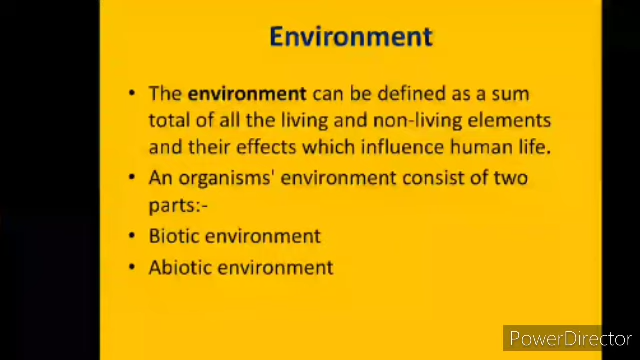 Environment
• The environment can be defined as a sum
total of all the living and non-living elements
and their effects which influence human life.
• An organisms' environment consist of two
parts:-
• Biotic environment
• Abiotic environment
PowerDirector